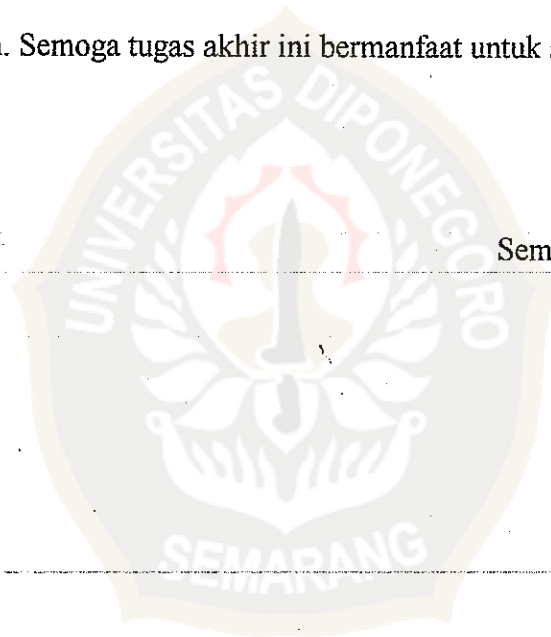 . Semoga tugas akhir ini bermanfaat untuk
Sem
UNIVERSITAS DIPONEGORO
SEMARANG